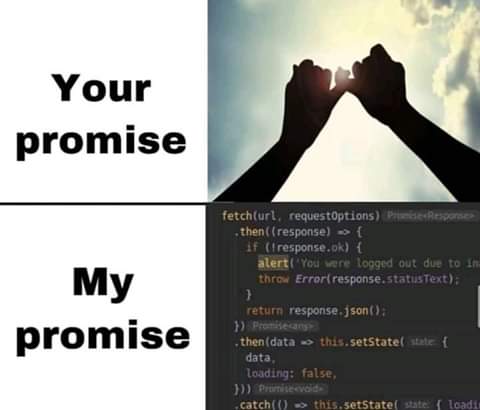 Your
promise
fetch(url, requestOptions) Promise<Response>
.then((response) => {
if (!response.ok) {
alert('You were logged out due to
throw Error(response.statusText);
}
return response.json();
}) Promise<any>
.then(data => this.setState( state: {
data,
loading: false,
})) Promise<void>
.catch(() => this.setState( state: {
My
promise